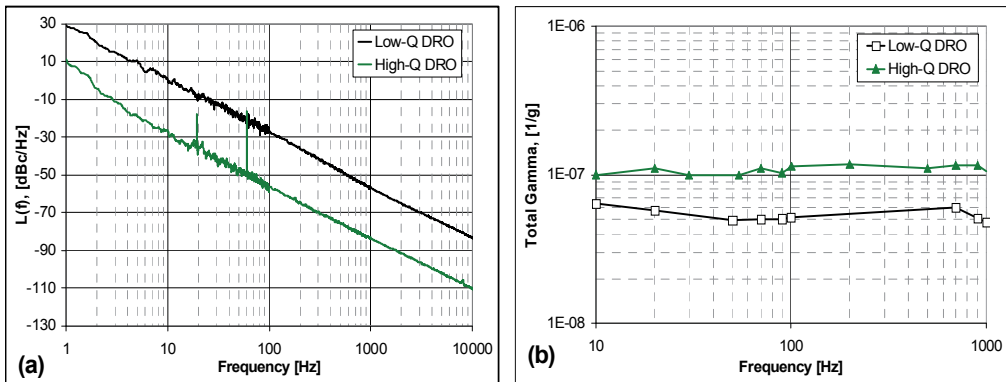 30
10
-10
-30
-50
-70
-90
-110
-130
L(f), [dBc/Hz]
Low-Q DRO
High-Q DRO
1
10
100
1000
10000
Frequency [Hz]
(a)
1E-06
1E-07
1E-08
Total Gamma, [1/g]
Low-Q DRO
High-Q DRO
10
100
1000
Frequency [Hz]
(b)